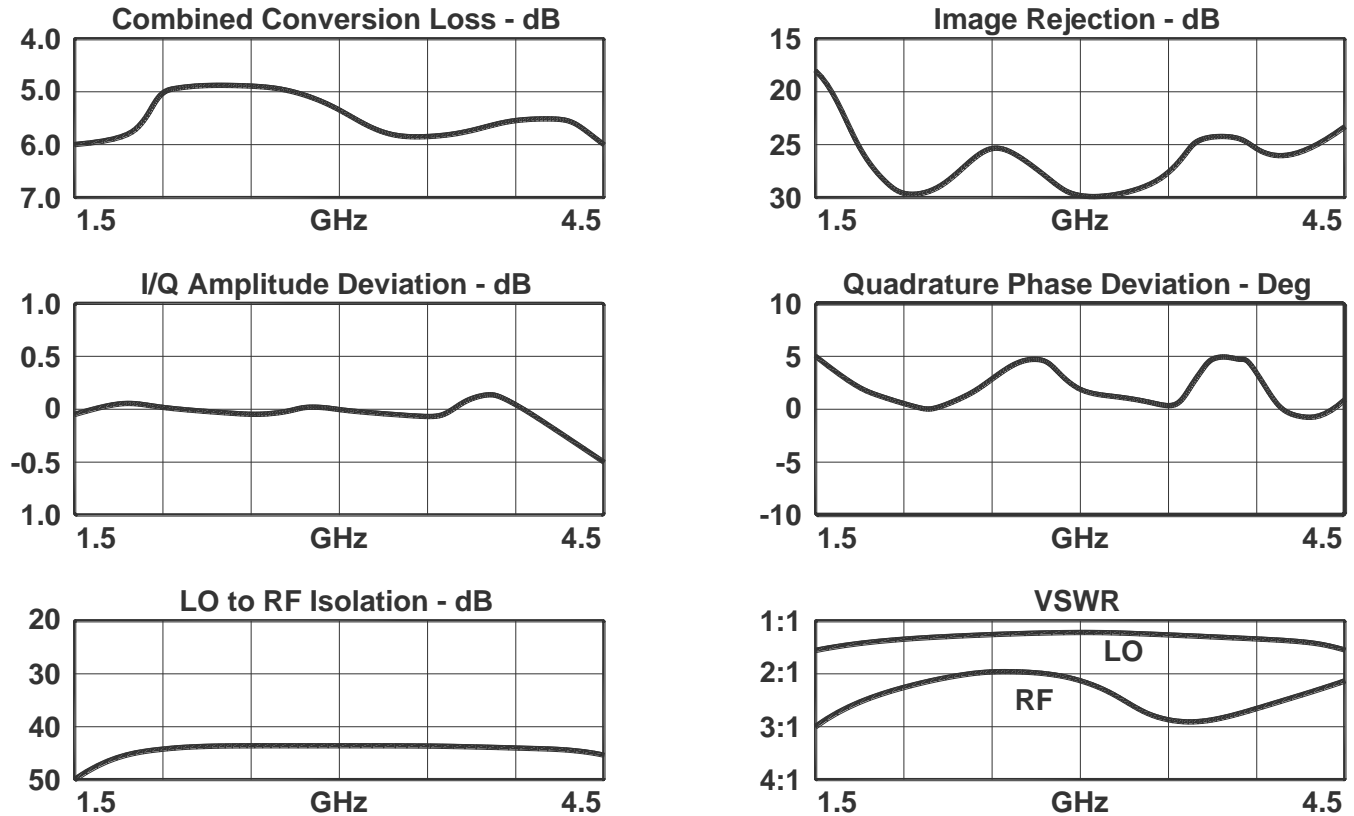 Combined Conversion Loss - dB
4.0
5.0
6.0
7.0
1.5 GHz 4.5
Image Rejection - dB
15
20
25
30
1.5 GHz 4.5
I/Q Amplitude Deviation - dB
1.0
0.5
0
-0.5
1.0
1.5 GHz 4.5
Quadrature Phase Deviation - Deg
10
5
0
-5
-10
1.5 GHz 4.5
LO to RF Isolation - dB
20
30
40
50
1.5 GHz 4.5
VSWR
1:1
LO
2:1
RF
3:1
4:1
1.5 GHz 4.5